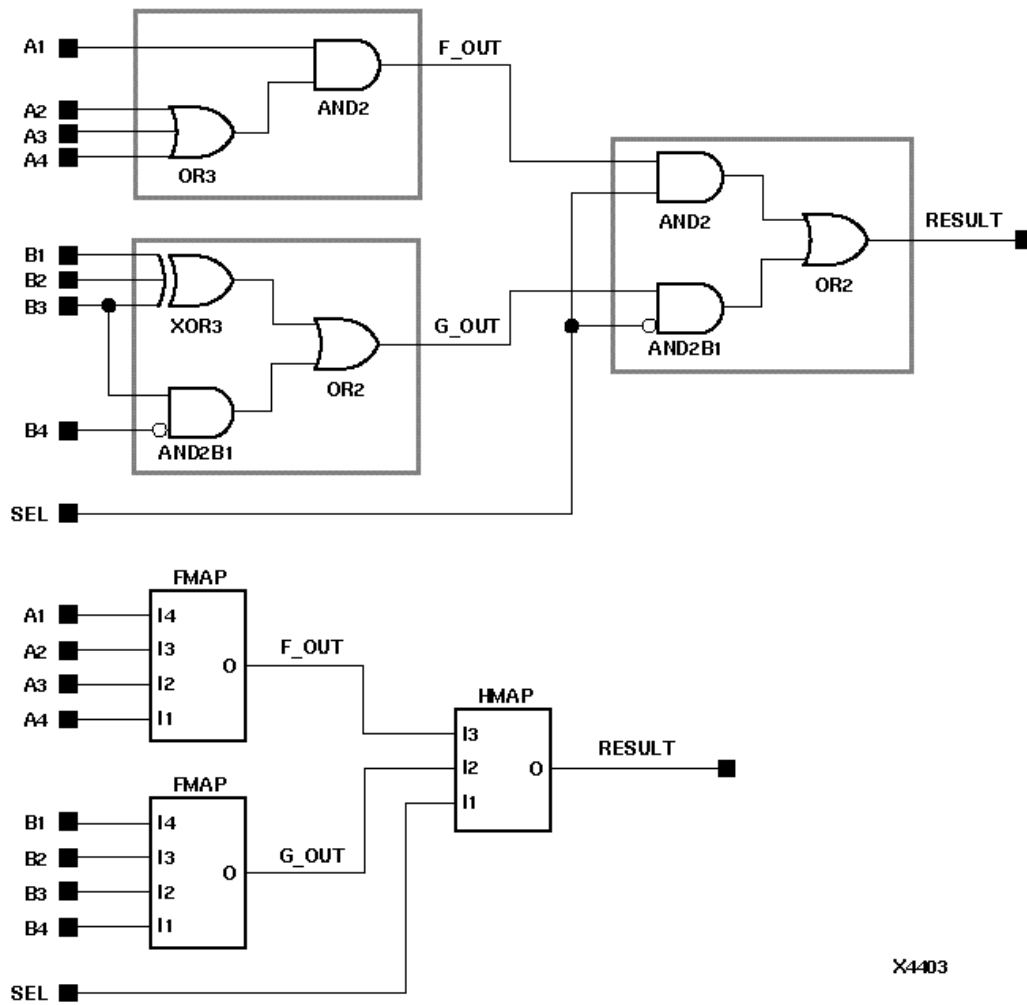 A1
F_OUT
AND2
A2
A3
A4
OR3
AND2
RESULT
OR2
B1
B2
B3
XOR3
G_OUT
OR2
AND2B1
B4
AND2B1
SEL
FMAP
A1
I4
A2
I3
F_OUT
O
A3
I2
A4
I1
HMAP
I3
RESULT
I2
O
I1
FMAP
B1
I4
B2
I3
G_OUT
O
B3
I2
B4
I1
SEL
X4403